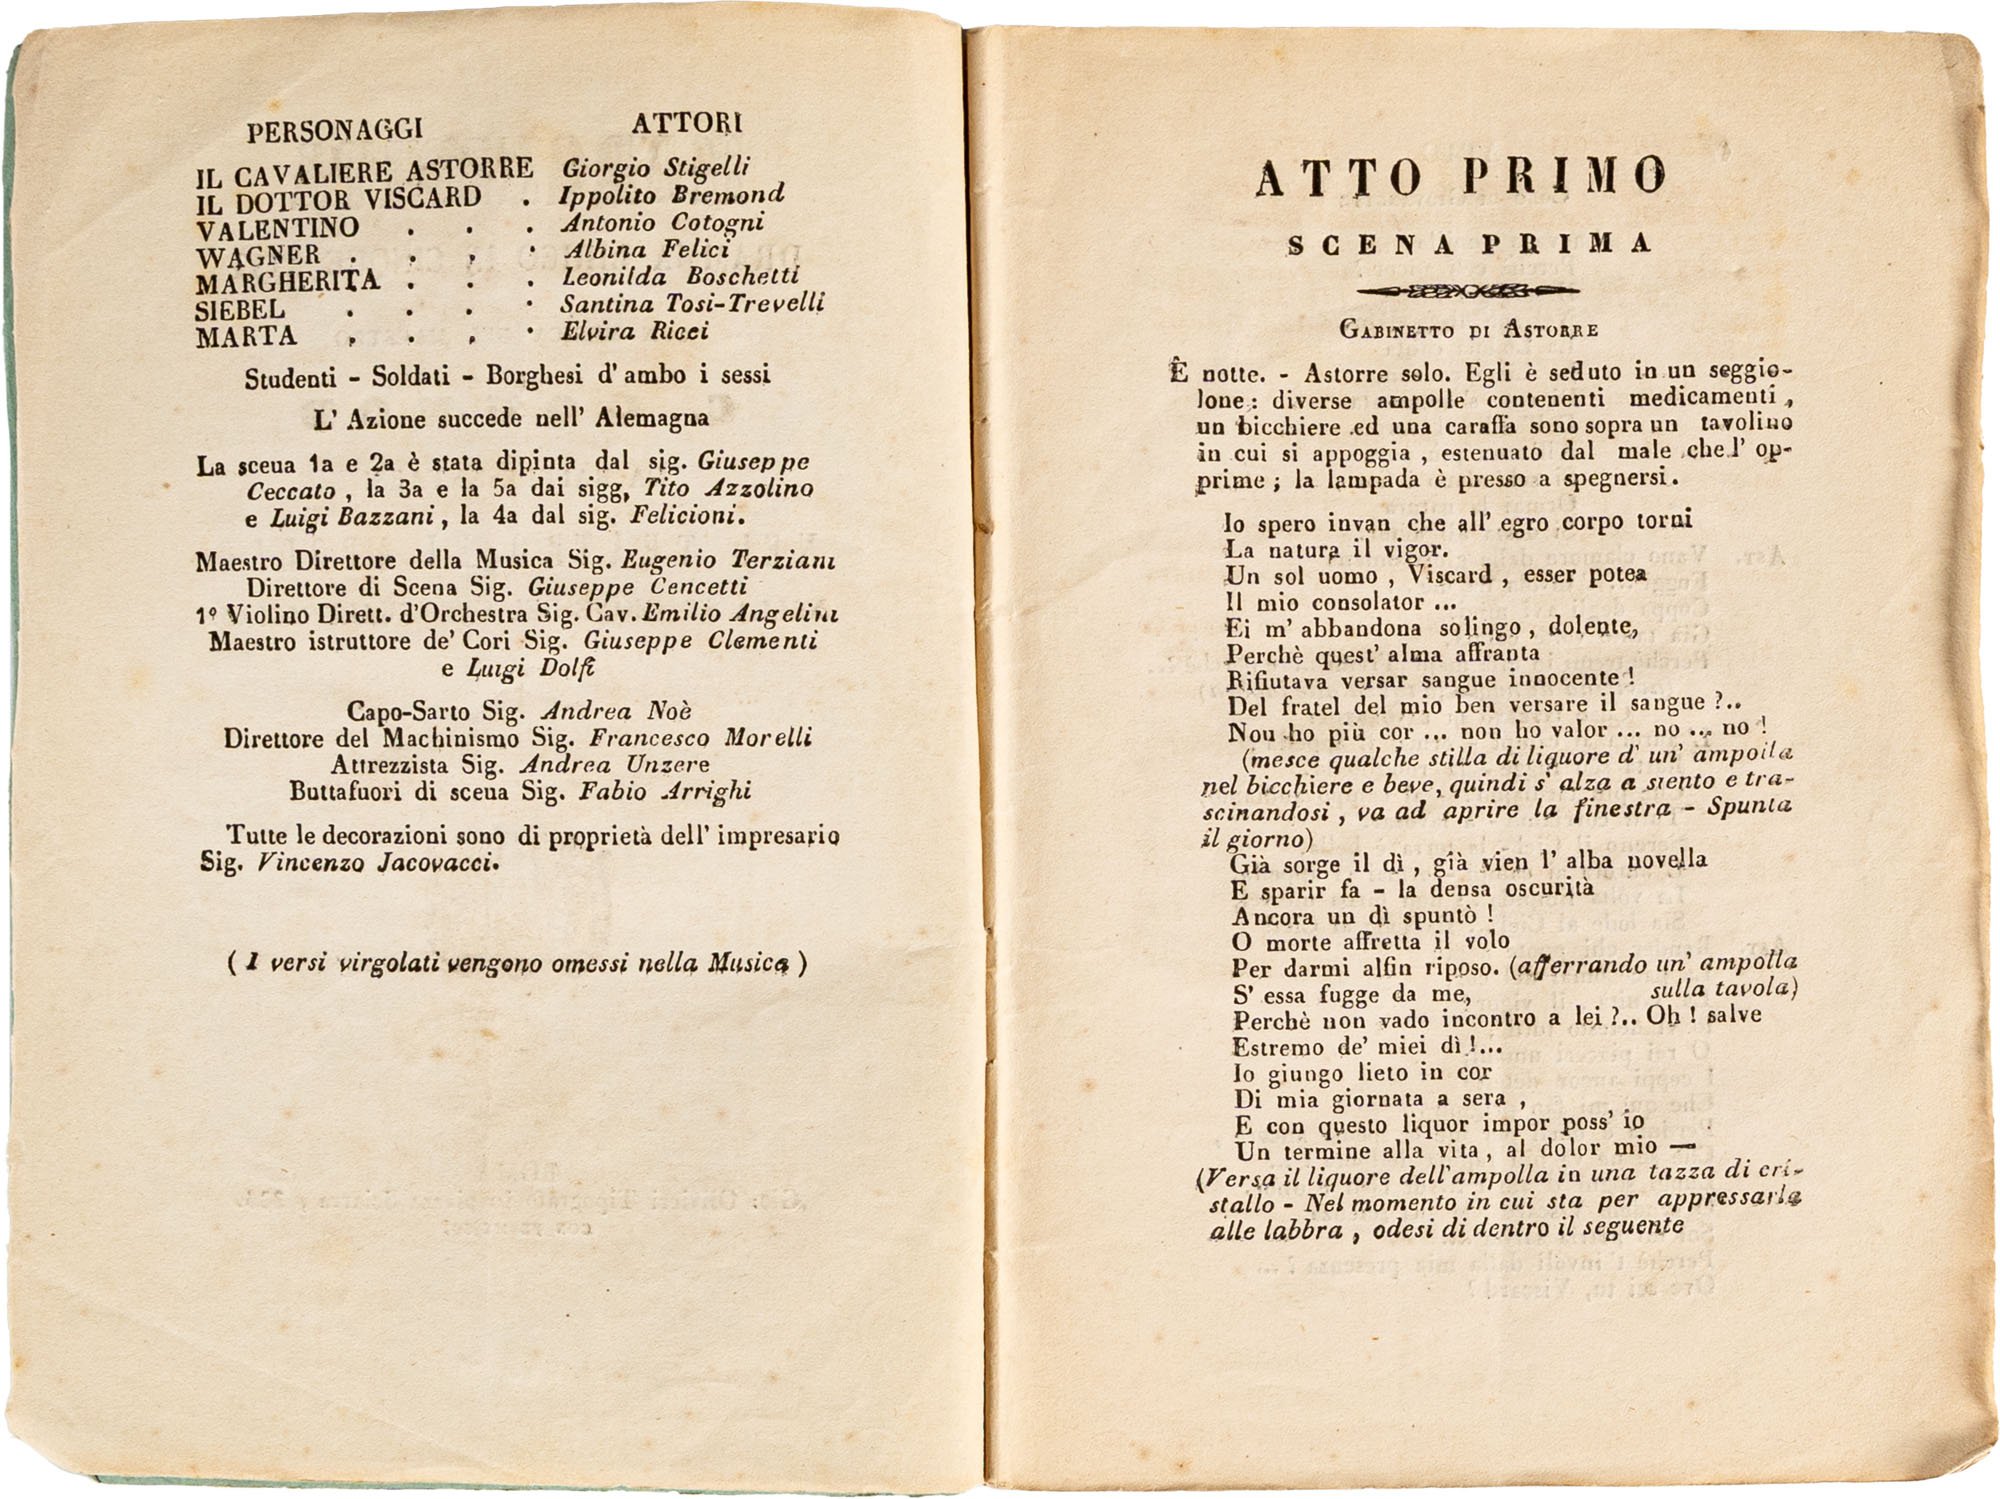 PERSONAGGI ATTORI
IL CAVALIERE ASTORRE Giorgio Stigelli
IL DOTTOR VISCARD . Ippolito Bremond
VALENTINO . . . Antonio Cotogni
WAGNER . . . . Albina Felici
MARGHERITA . . . Leonilda Boschetti
SIEBEL . . . . Santina Tosi-Trevelli
MARTA . . . . Elvira Ricci
Studenti - Soldati - Borghesi d' ambo i sessi
L' Azione succede nell' Alemagna
La scena 1a e 2a è stata dipinta dal sig. Giuseppe
Ceccato , la 3a e la 5a dai sigg, Tito Azzolino
e Luigi Bazzani , la 4a dal sig. Felicioni.
Maestro Direttore della Musica Sig. Eugenio Terziani
Direttore di Scena Sig. Giuseppe Cencetti
1º Violino Dirett. d'Orchestra Sig. Cav. Emilio Angelini
Maestro istruttore de' Cori Sig. Giuseppe Clementi
e Luigi Dolfi
Capo-Sarto Sig. Andrea Noè
Direttore del Machinismo Sig. Francesco Morelli
Attrezzista Sig. Andrea Unzere
Buttafuori di scena Sig. Fabio Arrighi
Tutte le decorazioni sono di proprietà dell' impresario
Sig. Vincenzo Jacovacci.
( I versi virgolati vengono omessi nella Musica )
ATTO PRIMO
SCENA PRIMA
GABINETTO DI ASTORRE
È notte. - Astorre solo. Egli è seduto in un seggio-
lone : diverse ampolle contenenti medicamenti ,
un bicchiere ed una caraffa sono sopra un tavolino
in cui si appoggia , estenuato dal male che l' op-
prime ; la lampada è presso a spegnersi .
Io spero invan che all' egro corpo torni
La natura il vigor.
Un sol uomo , Viscard , esser potea
Il mio consolator ...
Ei m' abbandona solingo , dolente,
Perchè quest' alma affranta
Rifiutava versar sangue innocente !
Del fratel del mio ben versare il sangue ?..
Nou ho più cor ... non ho valor ... no ... no !
(mesce qualche stilla di liquore d' un' ampolla
nel bicchiere e beve, quindi s' alza a stento e tra-
scinandosi , va ad aprire la finestra - Spunta
il giorno)
Già sorge il dì , già vien l' alba novella
E sparir fa - la densa oscurità
Ancora un dì spuntò !
O morte affretta il volo
Per darmi alfin riposo. (afferrando un' ampolla
S' essa fugge da me, sulla tavola)
Perchè non vado incontro a lei ?.. Oh ! salve
Estremo de' miei dì !...
Io giungo lieto in cor
Di mia giornata a sera ,
E con questo liquor impor poss' io
Un termine alla vita , al dolor mio —
(Versa il liquore dell'ampolla in una tazza di cri-
stallo - Nel momento in cui sta per appressarla
alle labbra , odesi di dentro il seguente